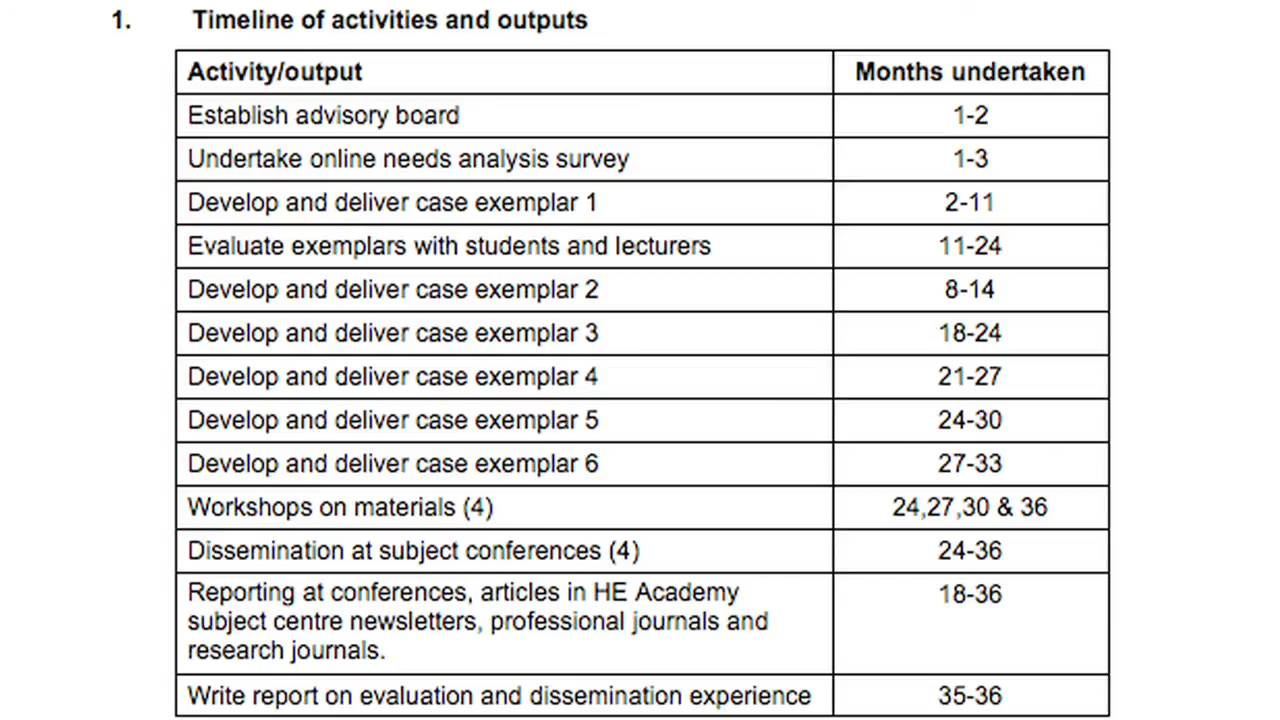 1. Timeline of activities and outputs
Activity/output Months undertaken
Establish advisory board 1-2
Undertake online needs analysis survey 1-3
Develop and deliver case exemplar 1 2-11
Evaluate exemplars with students and lecturers 11-24
Develop and deliver case exemplar 2 8-14
Develop and deliver case exemplar 3 18-24
Develop and deliver case exemplar 4 21-27
Develop and deliver case exemplar 5 24-30
Develop and deliver case exemplar 6 27-33
Workshops on materials (4) 24,27,30 & 36
Dissemination at subject conferences (4) 24-36
Reporting at conferences, articles in HE Academy 18-36
subject centre newsletters, professional journals and
research journals.
Write report on evaluation and dissemination experience 35-36